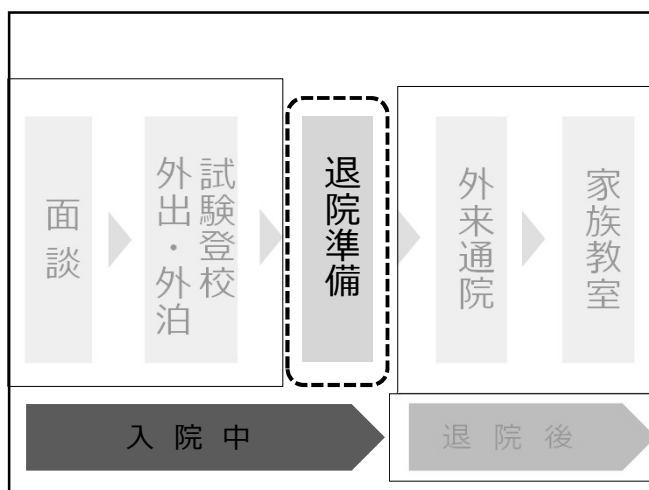 面談
試験登校
外出・外泊
退院準備
外来通院
家族教室
入院中
退院後